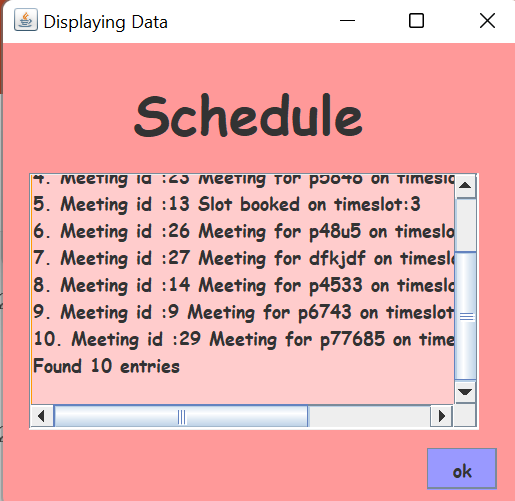 Displaying Data
Schedule
4. Meeting id :23 Meeting for p5848 on timeslo
5. Meeting id :13 Slot booked on timeslot:3
6. Meeting id :26 Meeting for p48u5 on timeslo
7. Meeting id :27 Meeting for dfkjdf on timeslo
8. Meeting id :14 Meeting for p4533 on timeslo
9. Meeting id :9 Meeting for p6743 on timeslot
10. Meeting id :29 Meeting for p77685 on time
Found 10 entries
ok